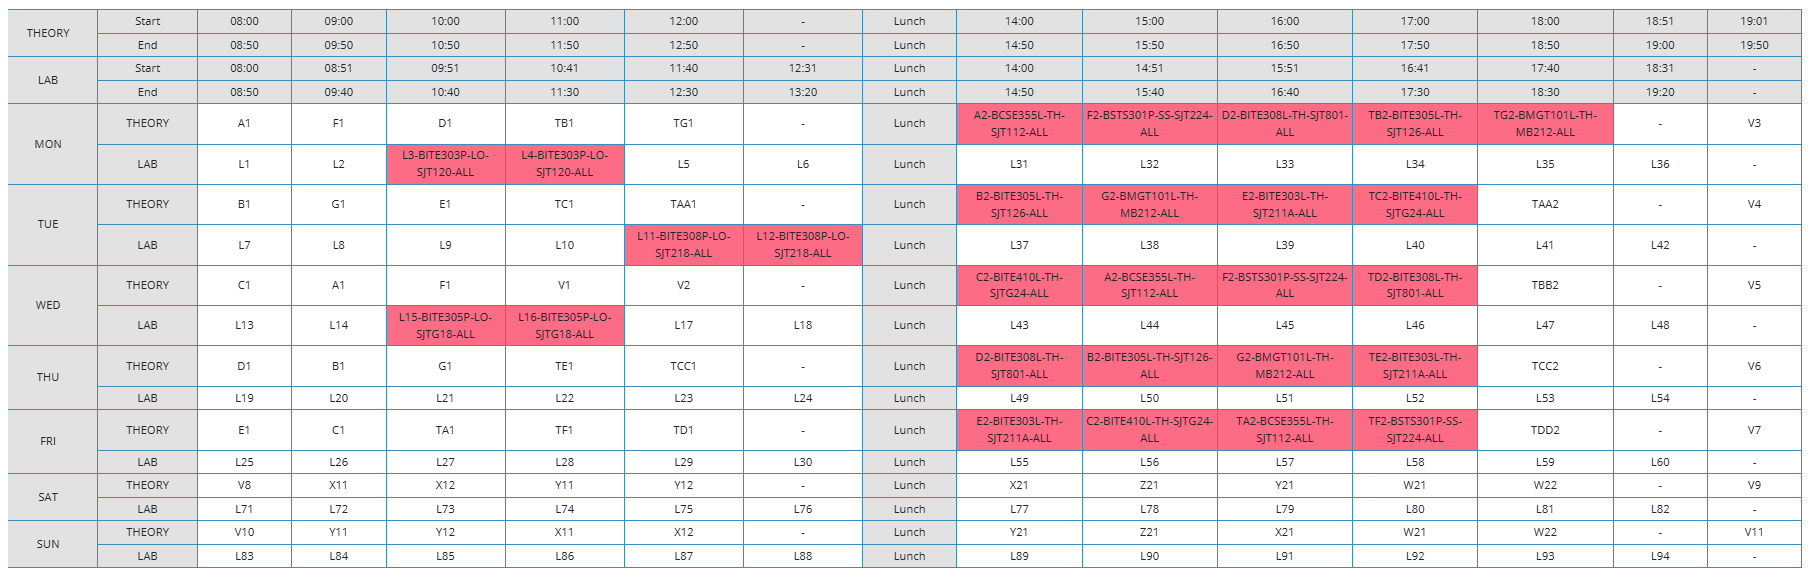 THEORY Start 08:00 09:00 10:00 11:00 12:00 - Lunch 14:00 15:00 16:00 17:00 18:00 18:51 19:01
End 08:50 09:50 10:50 11:50 12:50 - Lunch 14:50 15:50 16:50 17:50 18:50 19:00 19:50
LAB Start 08:00 08:51 09:51 10:41 11:40 12:31 Lunch 14:00 14:51 15:51 16:41 17:40 18:31 -
End 08:50 09:40 10:40 11:30 12:30 13:20 Lunch 14:50 15:40 16:40 17:30 18:30 19:20 -
MON THEORY A1 F1 D1 TB1 TG1 - Lunch A2-BCSE355L-TH-SJT112-ALL F2-BSTS301P-SS-SJT224-ALL D2-BITE308L-TH-SJT801-ALL TB2-BITE305L-TH-SJT126-ALL TG2-BMGT101L-TH-MB212-ALL - V3
LAB L1 L2 L3-BITE303P-LO-SJT120-ALL L4-BITE303P-LO-SJT120-ALL L5 L6 Lunch L31 L32 L33 L34 L35 L36 -
TUE THEORY B1 G1 E1 TC1 TAA1 - Lunch B2-BITE305L-TH-SJT126-ALL G2-BMGT101L-TH-MB212-ALL E2-BITE303L-TH-SJT211A-ALL TC2-BITE410L-TH-SJTG24-ALL TAA2 - V4
LAB L7 L8 L9 L10 L11-BITE308P-LO-SJT218-ALL L12-BITE308P-LO-SJT218-ALL Lunch L37 L38 L39 L40 L41 L42 -
WED THEORY C1 A1 F1 V1 V2 - Lunch C2-BITE410L-TH-SJTG24-ALL A2-BCSE355L-TH-SJT112-ALL F2-BSTS301P-SS-SJT224-ALL TD2-BITE308L-TH-SJT801-ALL TBB2 - V5
LAB L13 L14 L15-BITE305P-LO-SJTG18-ALL L16-BITE305P-LO-SJTG18-ALL L17 L18 Lunch L43 L44 L45 L46 L47 L48 -
THU THEORY D1 B1 G1 TE1 TCC1 - Lunch D2-BITE308L-TH-SJT801-ALL B2-BITE305L-TH-SJT126-ALL G2-BMGT101L-TH-MB212-ALL TE2-BITE303L-TH-SJT211A-ALL TCC2 - V6
LAB L19 L20 L21 L22 L23 L24 Lunch L49 L50 L51 L52 L53 L54 -
FRI THEORY E1 C1 TA1 TF1 TD1 - Lunch E2-BITE303L-TH-SJT211A-ALL C2-BITE410L-TH-SJTG24-ALL TA2-BCSE355L-TH-SJT112-ALL TF2-BSTS301P-SS-SJT224-ALL TDD2 - V7
LAB L25 L26 L27 L28 L29 L30 Lunch L55 L56 L57 L58 L59 L60 -
SAT THEORY V8 X11 X12 Y11 Y12 - Lunch X21 Z21 Y21 W21 W22 - V9
LAB L71 L72 L73 L74 L75 L76 Lunch L77 L78 L79 L80 L81 L82 -
SUN THEORY V10 Y11 Y12 X11 X12 - Lunch Y21 Z21 X21 W21 W22 - V11
LAB L83 L84 L85 L86 L87 L88 Lunch L89 L90 L91 L92 L93 L94 -